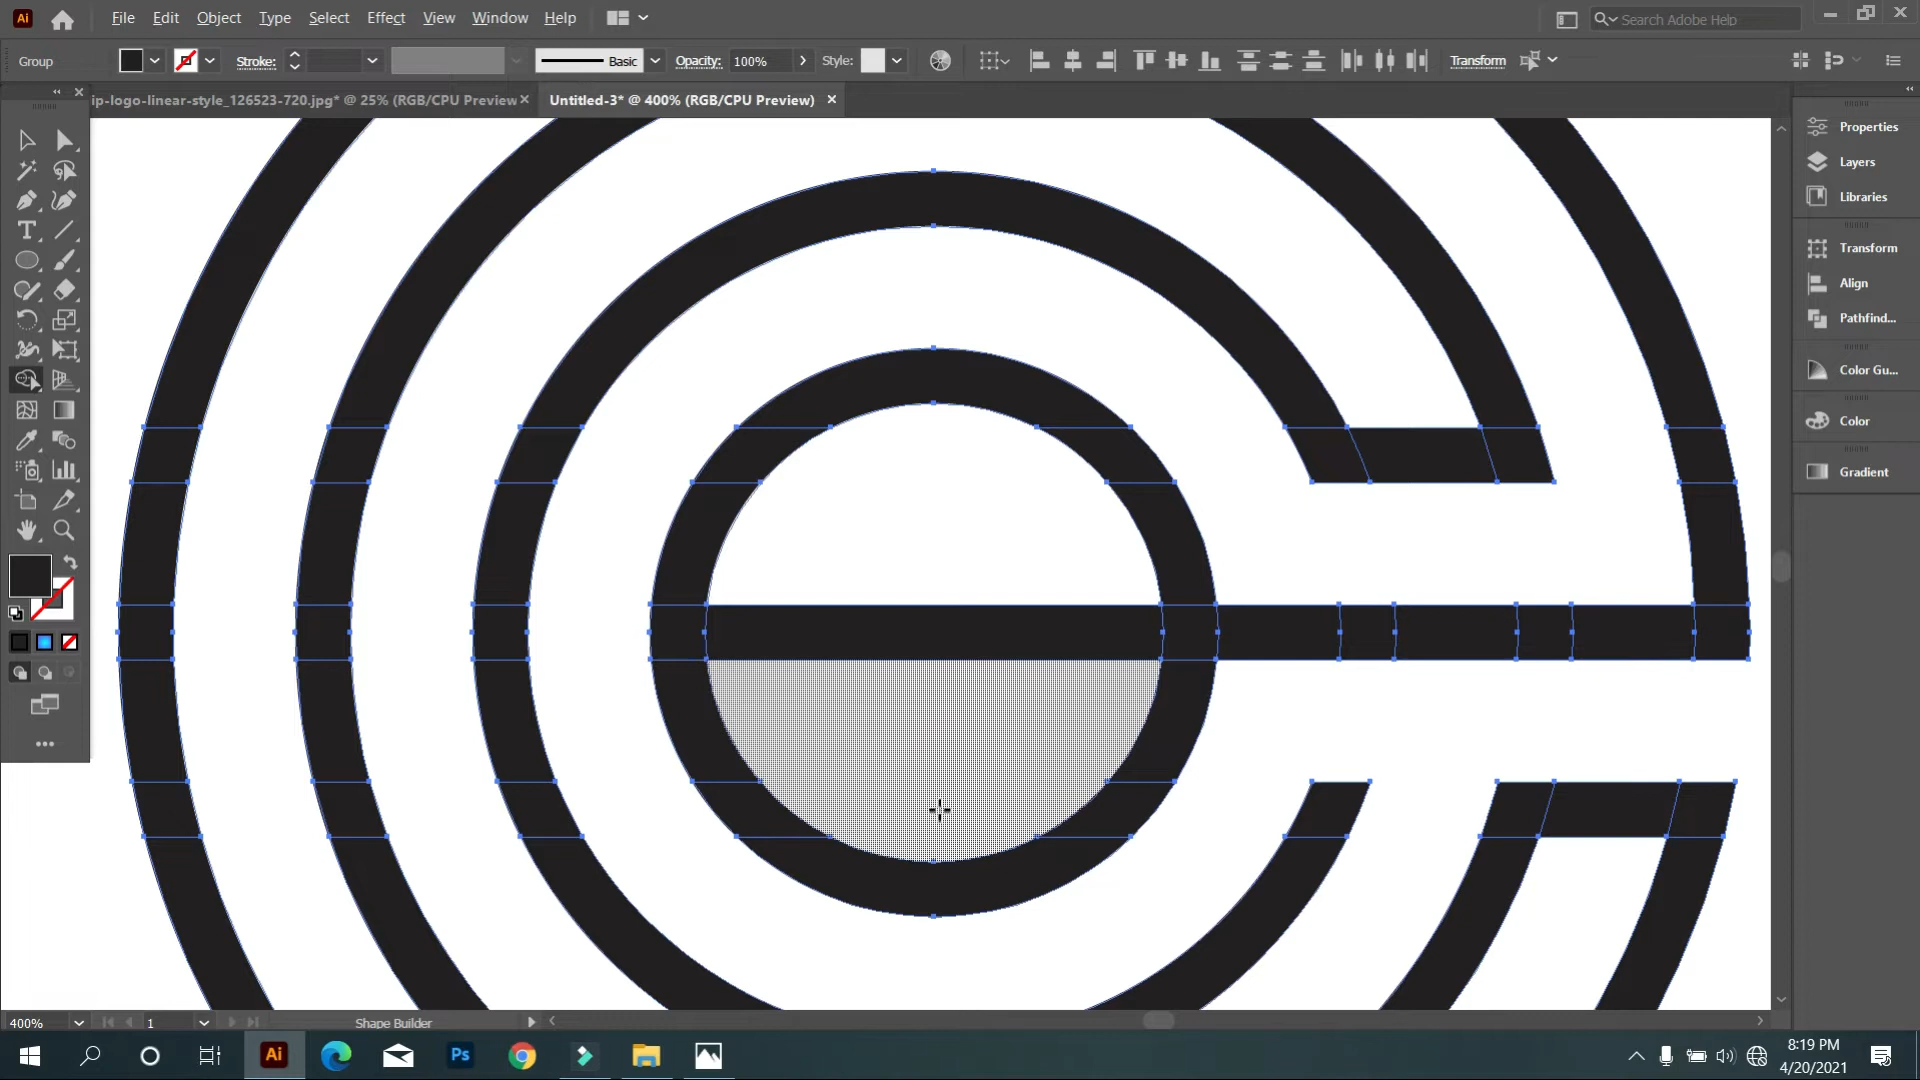 Ai File Edit Object Type Select Effect View Window Help Search Adobe Help
Group Stroke: Basic Opacity: 100% Style: Transform
ip-logo-linear-style_126523-720.jpg* @ 25% (RGB/CPU Preview Untitled-3* @ 400% (RGB/CPU Preview)
Properties
Layers
Libraries
Transform
Align
Pathfind...
Color Gu...
Color
Gradient
400% 1 Shape Builder
Ai Ps 8:19 PM
4/20/2021